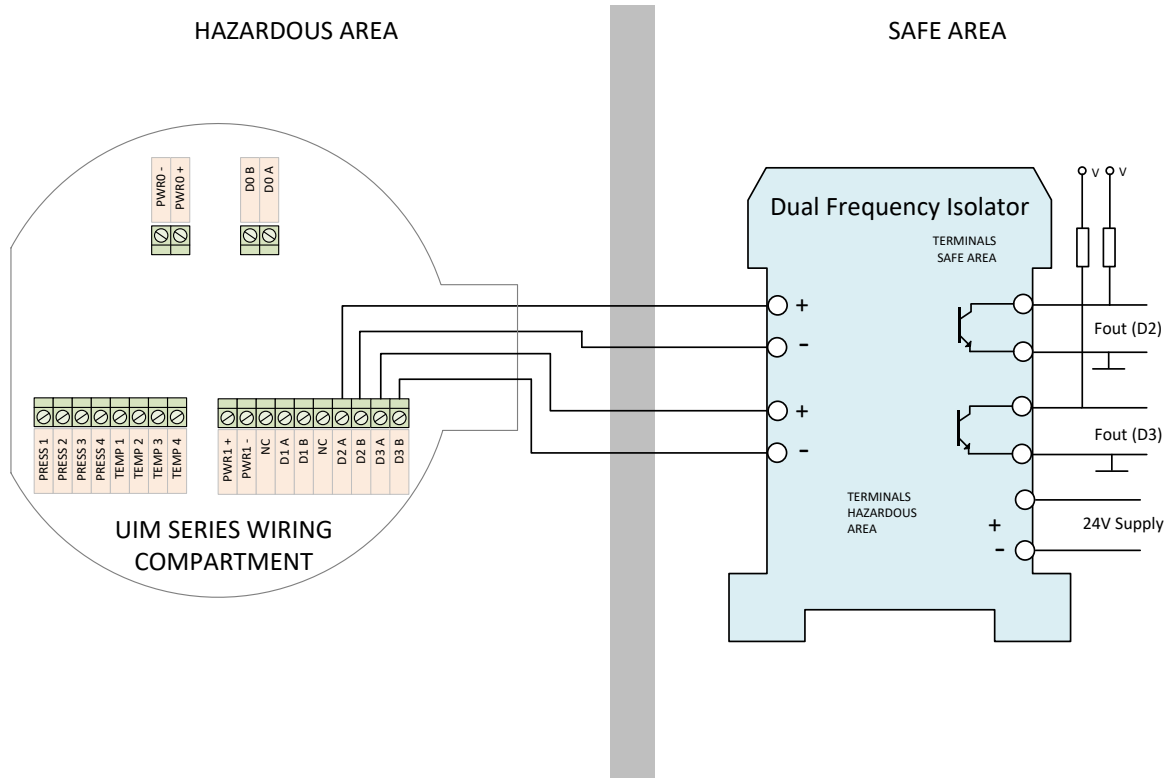 HAZARDOUS AREA
SAFE AREA
PWR0 -
PWR0 +
D0 B
D0 A
V
V
Dual Frequency Isolator
TERMINALS
SAFE AREA
+
-
+
-
Fout (D2)
Fout (D3)
PRESS 1
PRESS 2
PRESS 3
PRESS 4
TEMP 1
TEMP 2
TEMP 3
TEMP 4
PWR1 +
PWR1 -
NC
D1 A
D1 B
NC
D2 A
D2 B
D3 A
D3 B
UIM SERIES WIRING
COMPARTMENT
TERMINALS
HAZARDOUS
AREA
+
-
24V Supply